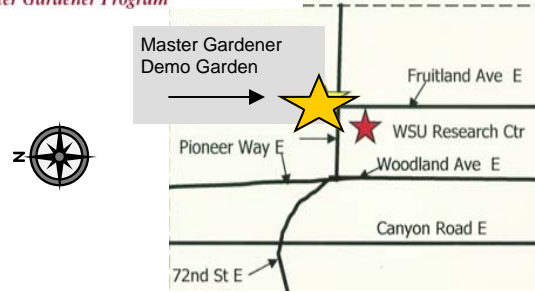 Gardener Program
Master Gardener
Demo Garden
Fruitland Ave E
WSU Research Ctr
Pioneer Way E
Woodland Ave E
Canyon Road E
72nd St E
N